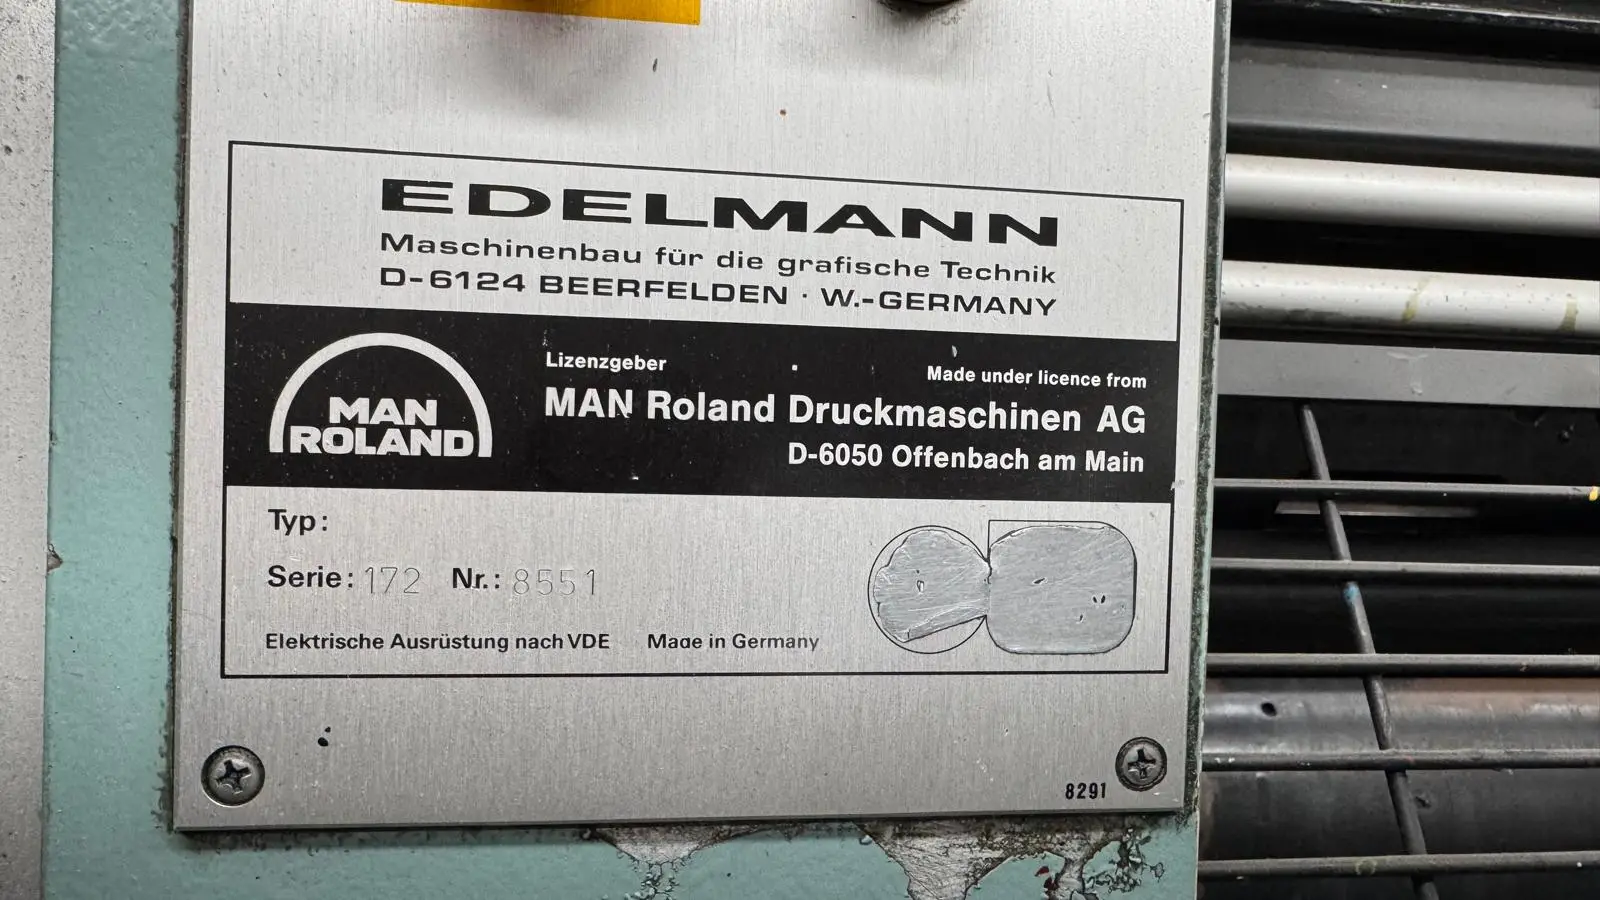 EDELMANN
Maschinenbau für die grafische Technik
D-6124 BEERFELDEN · W.-GERMANY
MAN
ROLAND
Lizenzgeber
Made under licence from
MAN Roland Druckmaschinen AG
D-6050 Offenbach am Main
Typ:
Serie: 172 Nr.: 8551
Elektrische Ausrüstung nach VDE Made in Germany
8291